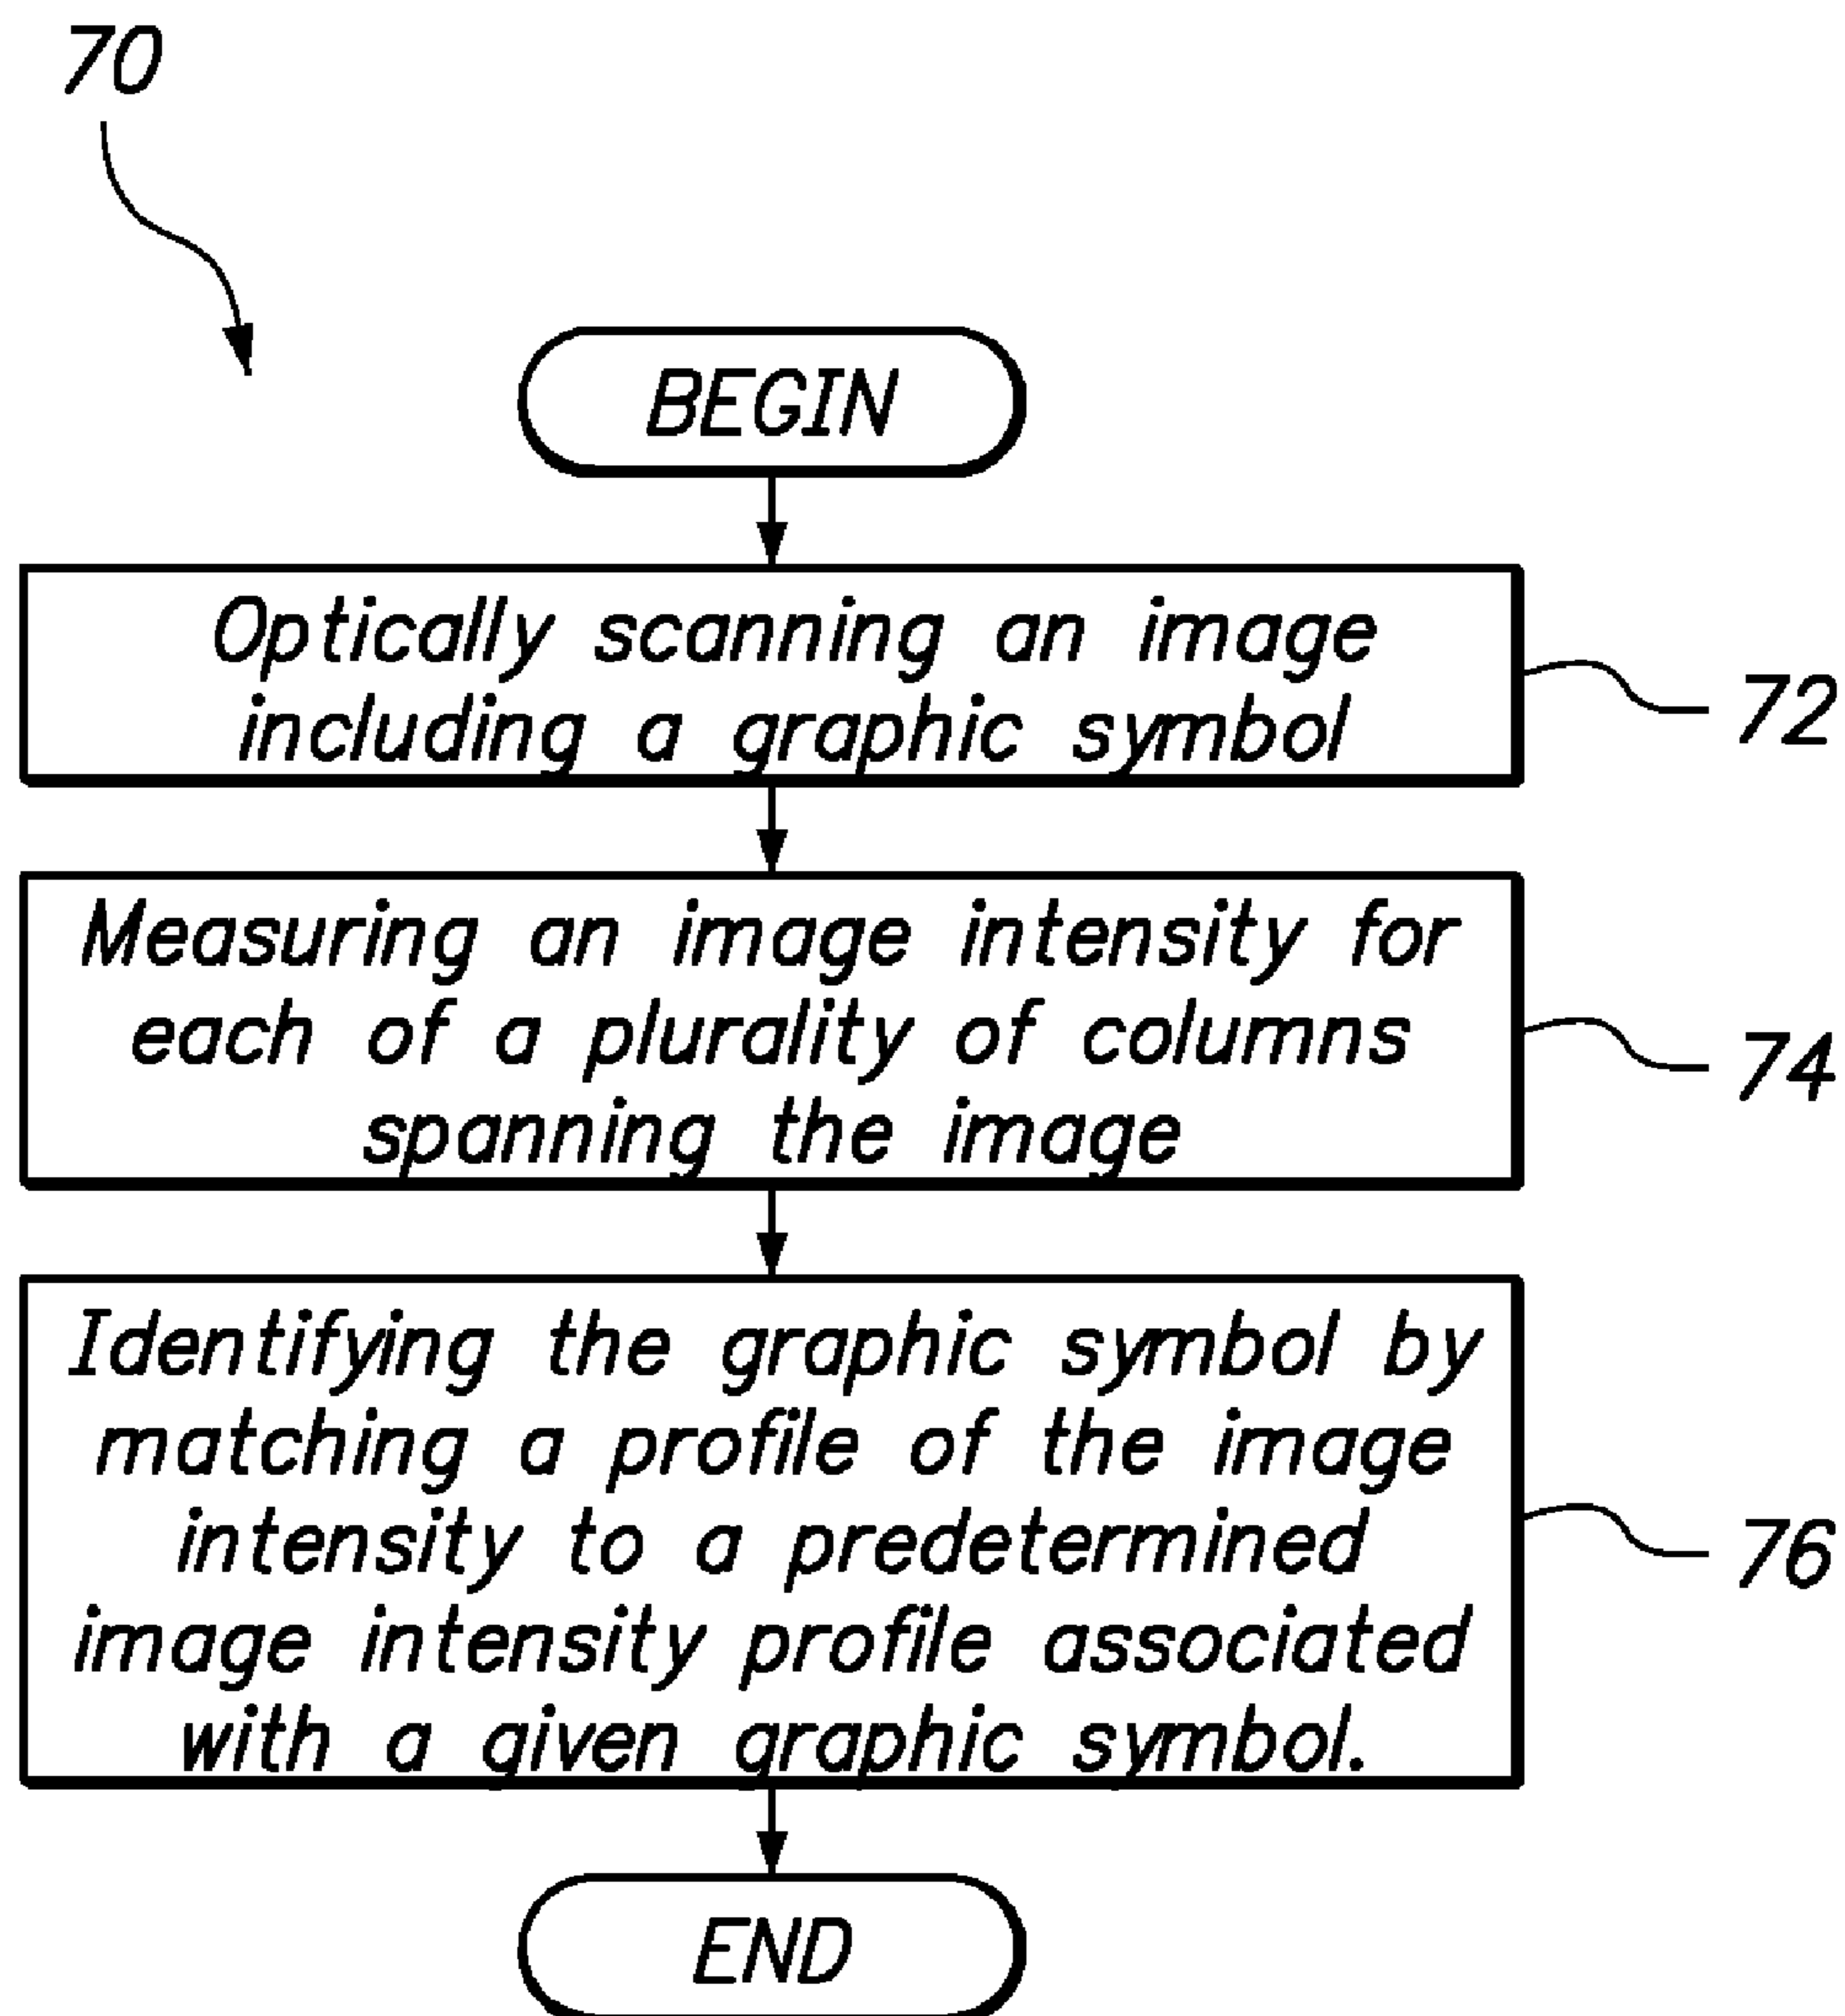 70
BEGIN
Optically scanning an image
including a graphic symbol
72
Measuring an image intensity for
each of a plurality of columns
spanning the image
74
Identifying the graphic symbol by
matching a profile of the image
intensity to a predetermined
image intensity profile associated
with a given graphic symbol.
76
END